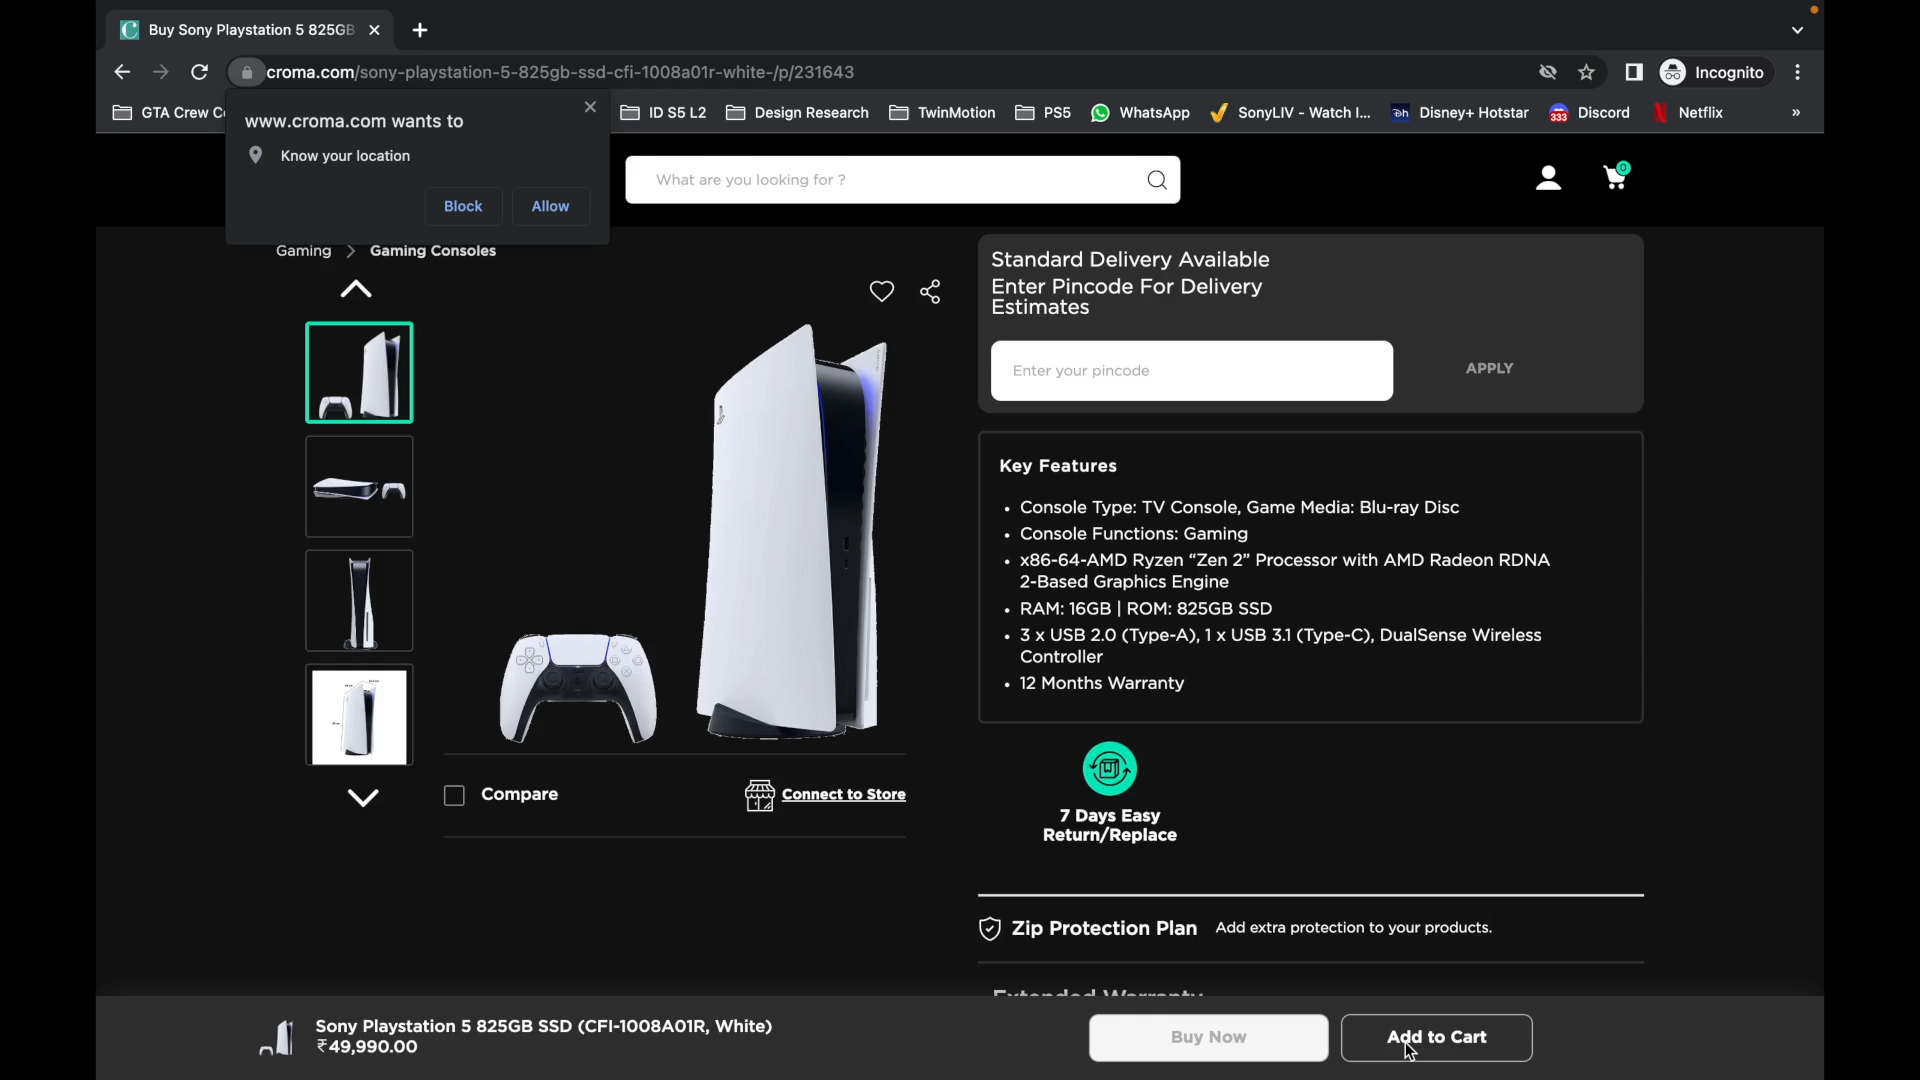 Buy Sony Playstation 5 825GB
croma.com/sony-playstation-5-825gb-ssd-cfi-1008a01r-white-/p/231643
Incognito
GTA Crew C
ID S5 L2
Design Research
TwinMotion
PS5
WhatsApp
SonyLIV - Watch I...
Disney+ Hotstar
333
Discord
Netflix
»
www.croma.com wants to
Know your location
Block
Allow
What are you looking for ?
0
Gaming > Gaming Consoles
Standard Delivery Available
Enter Pincode For Delivery
Estimates
Enter your pincode
APPLY
Key Features
• Console Type: TV Console, Game Media: Blu-ray Disc
• Console Functions: Gaming
• x86-64-AMD Ryzen “Zen 2” Processor with AMD Radeon RDNA
2-Based Graphics Engine
• RAM: 16GB | ROM: 825GB SSD
• 3 x USB 2.0 (Type-A), 1 x USB 3.1 (Type-C), DualSense Wireless
Controller
• 12 Months Warranty
Compare
Connect to Store
7 Days Easy
Return/Replace
Zip Protection Plan
Add extra protection to your products.
Extended Warranty
Sony Playstation 5 825GB SSD (CFI-1008A01R, White)
₹49,990.00
Buy Now
Add to Cart